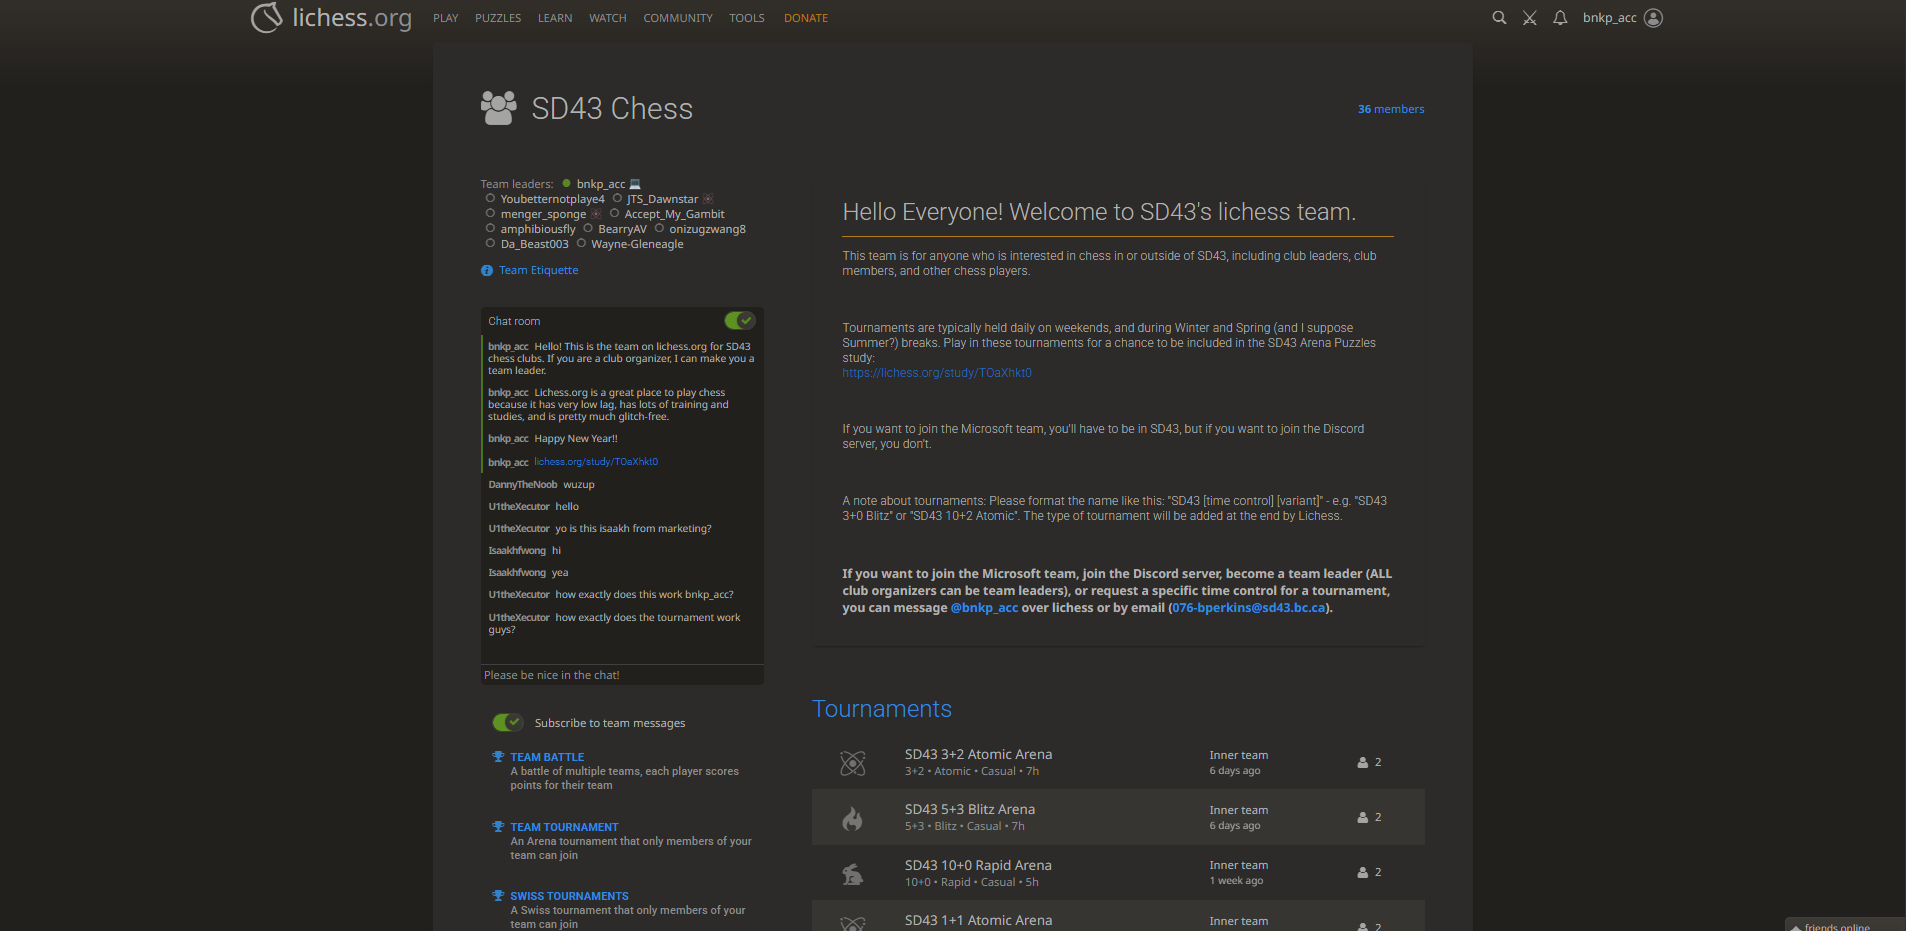 lichess.org PLAY PUZZLES LEARN WATCH COMMUNITY TOOLS DONATE bnkp_acc
SD43 Chess
36 members
Team leaders: bnkp_acc
Youbetternotplaye4 JTS_Dawnstar
menger_sponge Accept_My_Gambit
amphibiousfly BearryAV onizugzwang8
Da_Beast003 Wayne-Gleneagle
Team Etiquette
Chat room
bnkp_acc Hello! This is the team on lichess.org for SD43
chess clubs. If you are a club organizer, I can make you a
team leader.
bnkp_acc Lichess.org is a great place to play chess
because it has very low lag, has lots of training and
studies, and is pretty much glitch-free.
bnkp_acc Happy New Year!!
bnkp_acc lichess.org/study/TOaXhkt0
DannyTheNoob wuzup
U1theXecutor hello
U1theXecutor yo is this isaakh from marketing?
Isaakhfwong hi
Isaakhfwong yea
U1theXecutor how exactly does this work bnkp_acc?
U1theXecutor how exactly does the tournament work
guys?
Please be nice in the chat!
Subscribe to team messages
TEAM BATTLE
A battle of multiple teams, each player scores
points for their team
TEAM TOURNAMENT
An Arena tournament that only members of your
team can join
SWISS TOURNAMENTS
A Swiss tournament that only members of your
team can join
Hello Everyone! Welcome to SD43's lichess team.
This team is for anyone who is interested in chess in or outside of SD43, including club leaders, club
members, and other chess players.
Tournaments are typically held daily on weekends, and during Winter and Spring (and I suppose
Summer?) breaks. Play in these tournaments for a chance to be included in the SD43 Arena Puzzles
study:
https://lichess.org/study/TOaXhkt0
If you want to join the Microsoft team, you'll have to be in SD43, but if you want to join the Discord
server, you don't.
A note about tournaments: Please format the name like this: "SD43 [time control] [variant]" - e.g. "SD43
3+0 Blitz" or "SD43 10+2 Atomic". The type of tournament will be added at the end by Lichess.
If you want to join the Microsoft team, join the Discord server, become a team leader (ALL
club organizers can be team leaders), or request a specific time control for a tournament,
you can message @bnkp_acc over lichess or by email (076-bperkins@sd43.bc.ca).
Tournaments
SD43 3+2 Atomic Arena Inner team 2
3+2 • Atomic • Casual • 7h 6 days ago
SD43 5+3 Blitz Arena Inner team 2
5+3 • Blitz • Casual • 7h 6 days ago
SD43 10+0 Rapid Arena Inner team 2
10+0 • Rapid • Casual • 5h 1 week ago
SD43 1+1 Atomic Arena Inner team 2
friends online